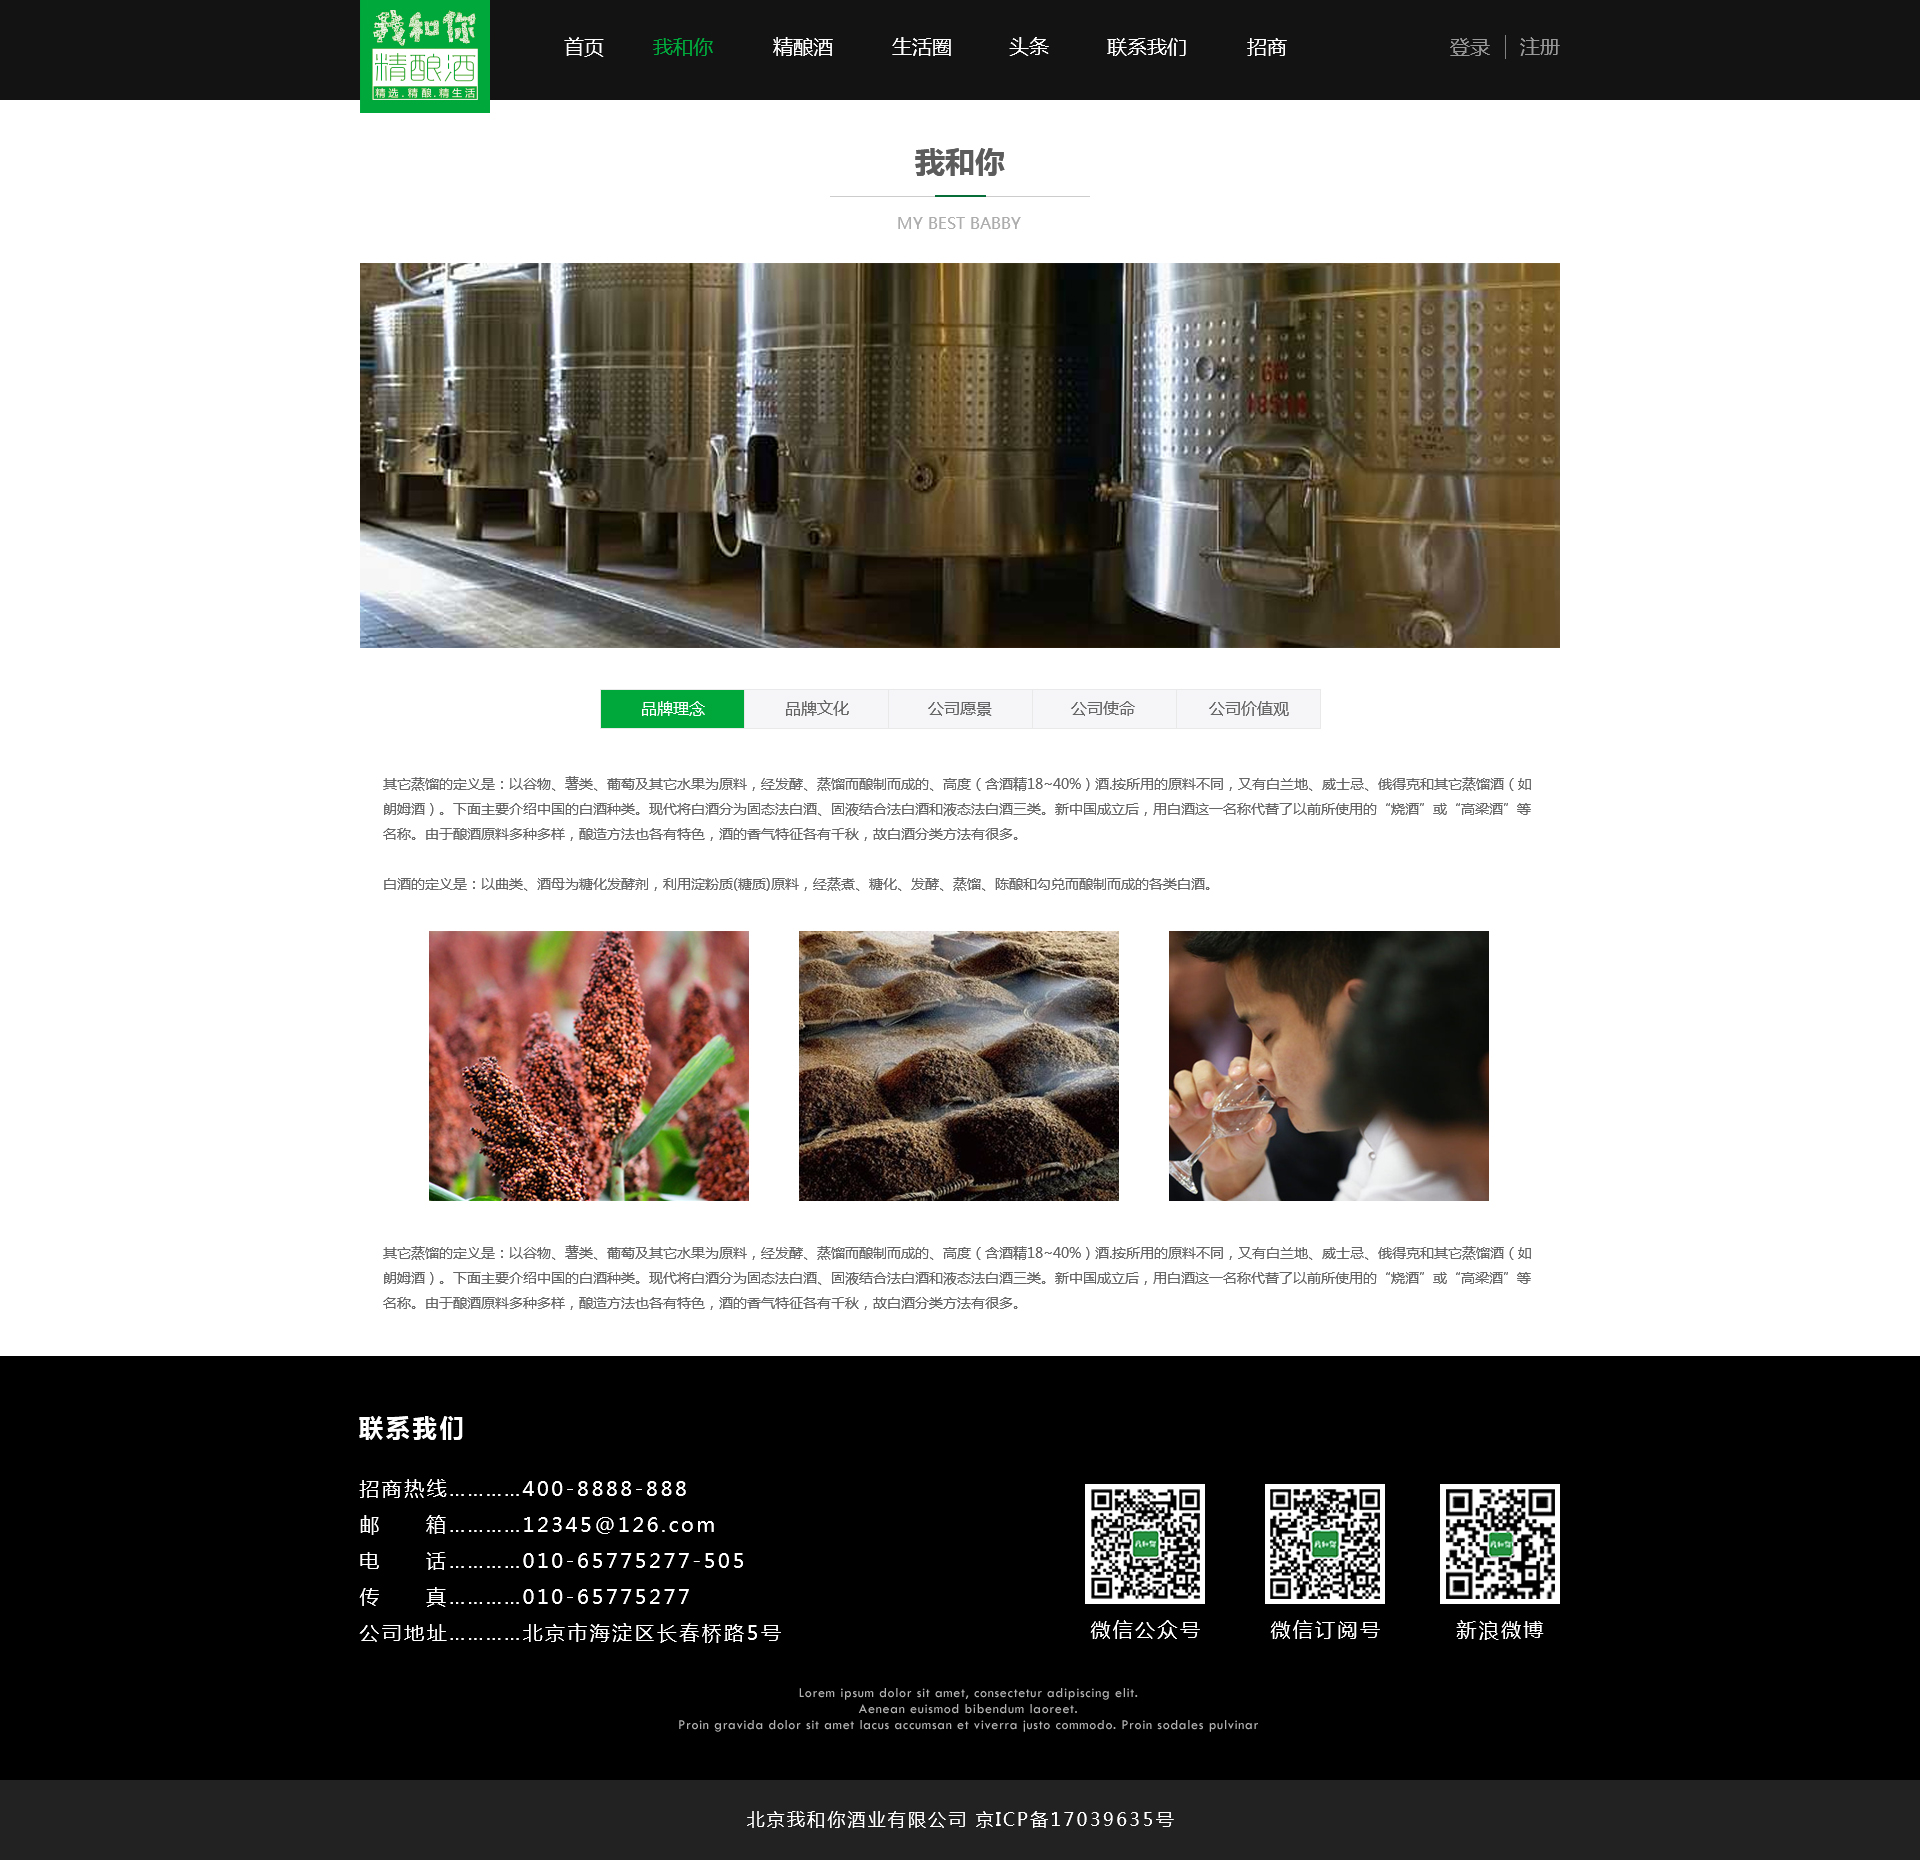 我和你
精酿酒
精选.精酿.精生活
首页 我和你 精酿酒 生活圈 头条 联系我们 招商 登录 注册
我和你
MY BEST BABBY
品牌理念 品牌文化 公司愿景 公司使命 公司价值观
其它蒸馏的定义是：以谷物、薯类、葡萄及其它水果为原料，经发酵、蒸馏而酿制而成的、高度（含酒精18~40%）酒.按所用的原料不同，又有白兰地、威士忌、俄得克和其它蒸馏酒（如
朗姆酒）。下面主要介绍中国的白酒种类。现代将白酒分为固态法白酒、固液结合法白酒和液态法白酒三类。新中国成立后，用白酒这一名称代替了以前所使用的“烧酒”或“高梁酒”等
名称。由于酿酒原料多种多样，酿造方法也各有特色，酒的香气特征各有千秋，故白酒分类方法有很多。
白酒的定义是：以曲类、酒母为糖化发酵剂，利用淀粉质(糖质)原料，经蒸煮、糖化、发酵、蒸馏、陈酿和勾兑而酿制而成的各类白酒。
其它蒸馏的定义是：以谷物、薯类、葡萄及其它水果为原料，经发酵、蒸馏而酿制而成的、高度（含酒精18~40%）酒.按所用的原料不同，又有白兰地、威士忌、俄得克和其它蒸馏酒（如
朗姆酒）。下面主要介绍中国的白酒种类。现代将白酒分为固态法白酒、固液结合法白酒和液态法白酒三类。新中国成立后，用白酒这一名称代替了以前所使用的“烧酒”或“高梁酒”等
名称。由于酿酒原料多种多样，酿造方法也各有特色，酒的香气特征各有千秋，故白酒分类方法有很多。
联系我们
招商热线…………400-8888-888
邮 箱…………12345@126.com
电 话…………010-65775277-505
传 真…………010-65775277
公司地址…………北京市海淀区长春桥路5号
我和你 我和你 我和你
微信公众号 微信订阅号 新浪微博
Lorem ipsum dolor sit amet, consectetur adipiscing elit.
Aenean euismod bibendum laoreet.
Proin gravida dolor sit amet lacus accumsan et viverra justo commodo. Proin sodales pulvinar
北京我和你酒业有限公司 京ICP备17039635号